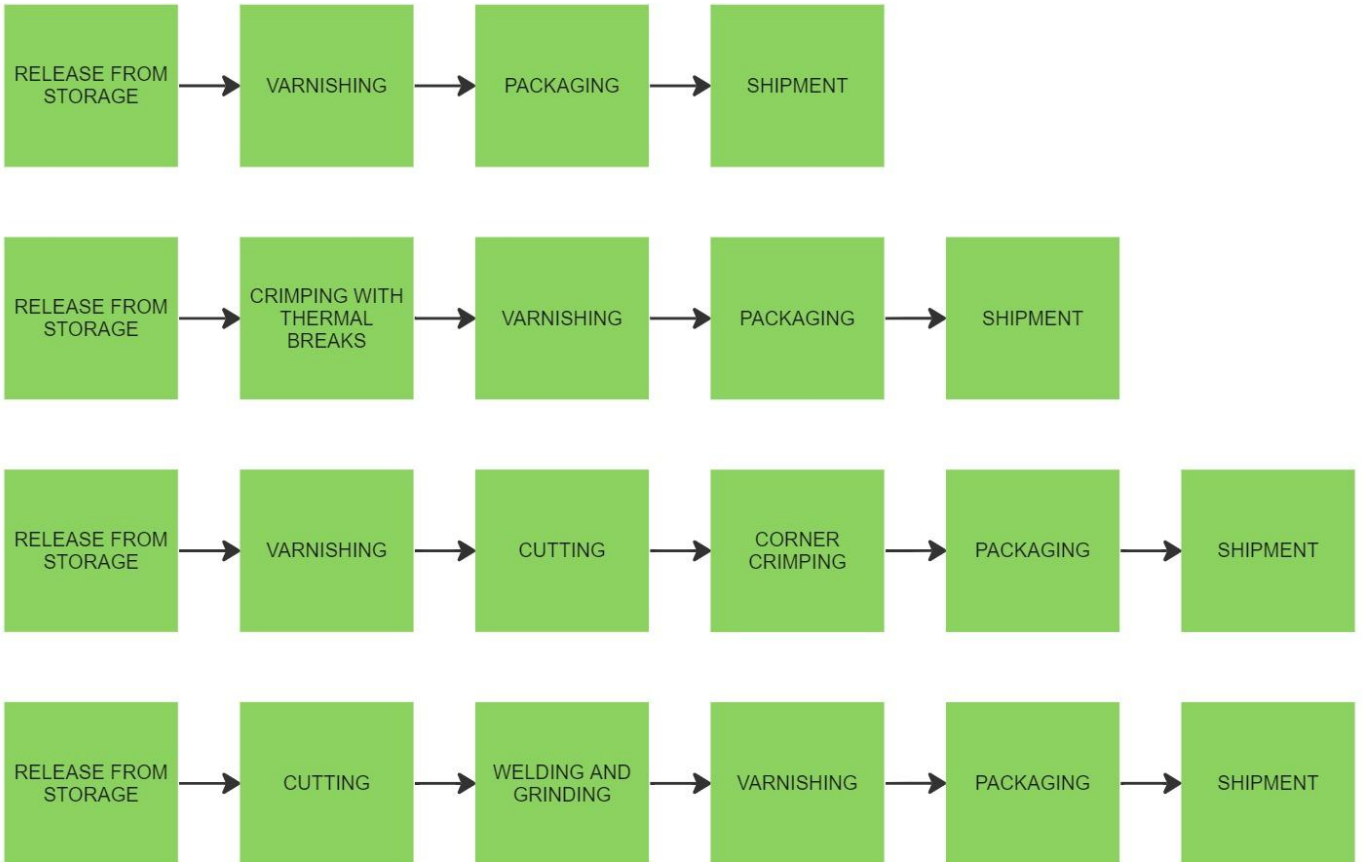 RELEASE FROM
STORAGE
VARNISHING
PACKAGING
SHIPMENT
RELEASE FROM
STORAGE
CRIMPING WITH
THERMAL
BREAKS
VARNISHING
PACKAGING
SHIPMENT
RELEASE FROM
STORAGE
VARNISHING
CUTTING
CORNER
CRIMPING
PACKAGING
SHIPMENT
RELEASE FROM
STORAGE
CUTTING
WELDING AND
GRINDING
VARNISHING
PACKAGING
SHIPMENT